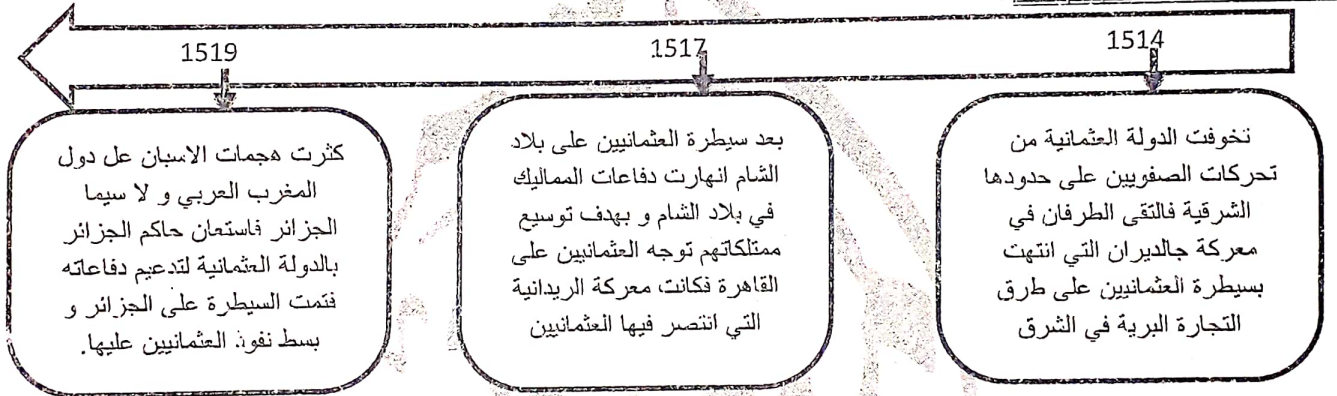 1514
1517
1519
تخوفت الدولة العثمانية من
تحركات الصفويين على حدودها
الشرقية فالتقى الطرفان في
معركة جالديران التي انتهت
بسيطرة العثمانيين على طرق
التجارة البرية في الشرق
بعد سيطرة العثمانيين على بلاد
الشام انهارت دفاعات المماليك
في بلاد الشام و بهدف توسيع
ممتلكاتهم توجه العثمانيين على
القاهرة فكانت معركة الريدانية
التي انتصر فيها العثمانيين
كثرت هجمات الاسبان عل دول
المغرب العربي و لا سيما
الجزائر فاستعان حاكم الجزائر
بالدولة العثمانية لتدعيم دفاعاته
فتمت السيطرة على الجزائر و
بسط نفوذ العثمانيين عليها.